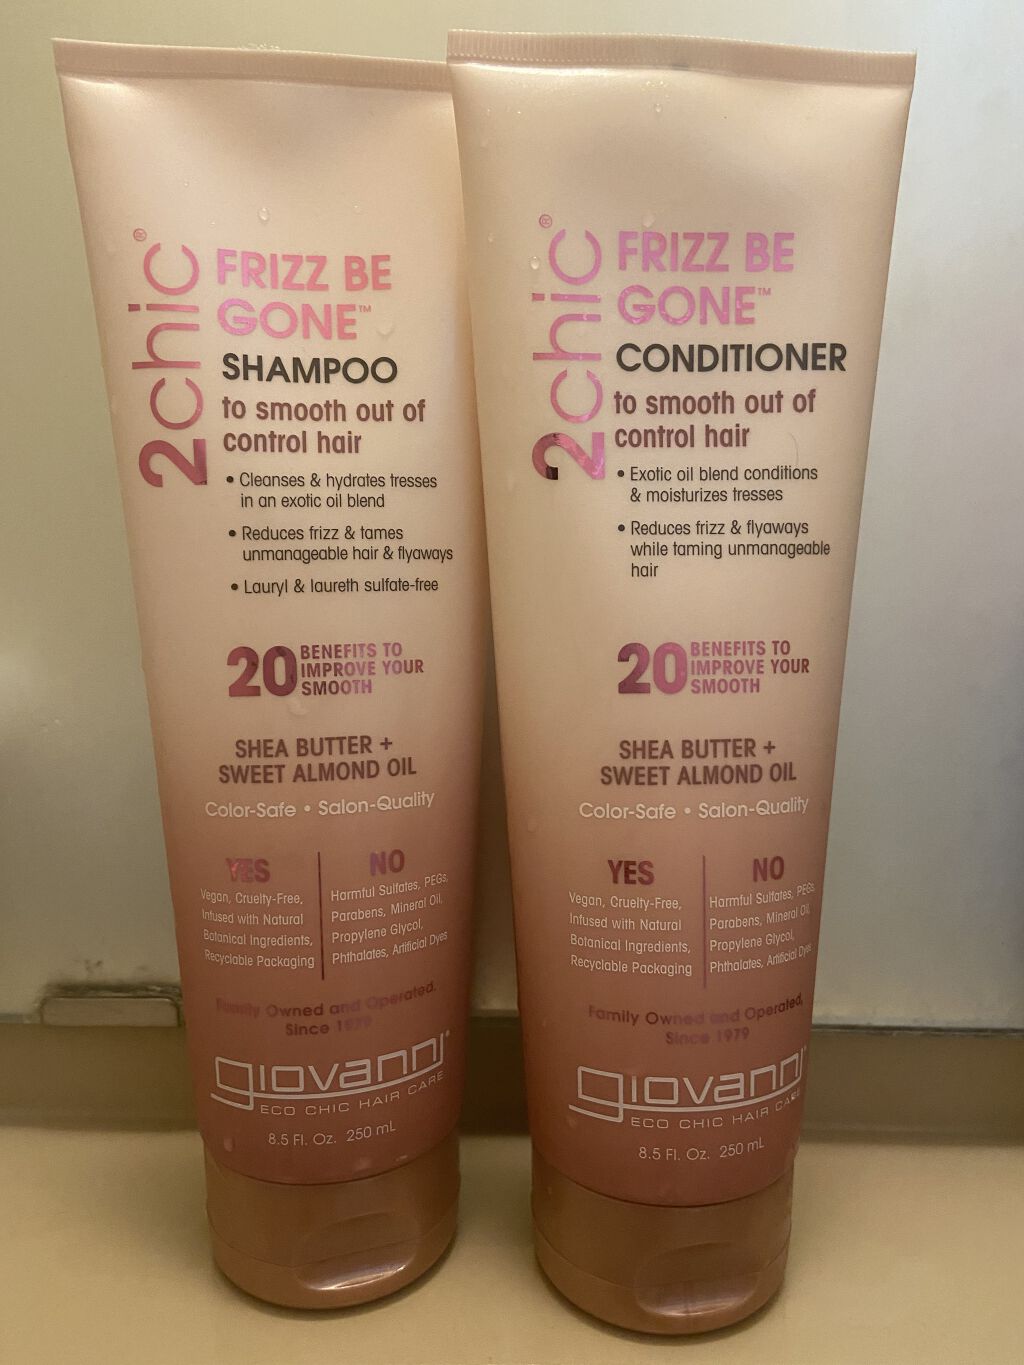 2chic®
FRIZZ BE
GONE™
SHAMPOO
to smooth out of
control hair
• Cleanses & hydrates tresses
in an exotic oil blend
• Reduces frizz & tames
unmanageable hair & flyaways
• Lauryl & laureth sulfate-free
20 BENEFITS TO
IMPROVE YOUR
SMOOTH
SHEA BUTTER +
SWEET ALMOND OIL
Color-Safe • Salon-Quality
YES
Vegan, Cruelty-Free,
Infused with Natural
Botanical Ingredients,
Recyclable Packaging
NO
Harmful Sulfates, PEGs,
Parabens, Mineral Oil,
Propylene Glycol,
Phthalates, Artificial Dyes
Family Owned and Operated,
Since 1979
giovanni®
ECO CHIC HAIR CARE
8.5 Fl. Oz. 250 mL
2chic®
FRIZZ BE
GONE™
CONDITIONER
to smooth out of
control hair
• Exotic oil blend conditions
& moisturizes tresses
• Reduces frizz & flyaways
while taming unmanageable
hair
20 BENEFITS TO
IMPROVE YOUR
SMOOTH
SHEA BUTTER +
SWEET ALMOND OIL
Color-Safe • Salon-Quality
YES
Vegan, Cruelty-Free,
Infused with Natural
Botanical Ingredients,
Recyclable Packaging
NO
Harmful Sulfates, PEGs,
Parabens, Mineral Oil,
Propylene Glycol,
Phthalates, Artificial Dyes
Family Owned and Operated,
Since 1979
giovanni
ECO CHIC HAIR CARE
8.5 Fl. Oz. 250 mL